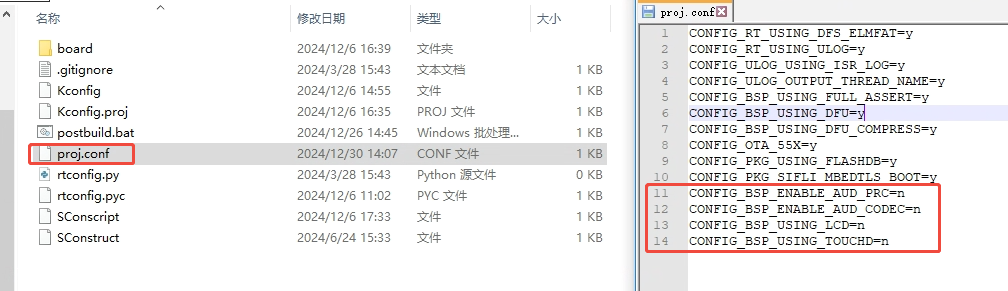 名称 修改日期 类型 大小
board 2024/12/6 16:39 文件夹
.gitignore 2024/3/28 15:43 文本文档 1 KB
Kconfig 2024/12/6 14:55 文件 1 KB
Kconfig.proj 2024/12/6 16:35 PROJ 文件 1 KB
postbuild.bat 2024/12/26 14:45 Windows 批处理... 1 KB
proj.conf 2024/12/30 14:07 CONF 文件 1 KB
rtconfig.py 2024/3/28 15:43 Python 源文件 0 KB
rtconfig.pyc 2024/12/6 11:02 PYC 文件 1 KB
SConscript 2024/12/6 17:33 文件 1 KB
SConstruct 2024/6/24 15:33 文件 1 KB
proj.conf
1 CONFIG_RT_USING_DFS_ELMFAT=y
2 CONFIG_RT_USING_ULOG=y
3 CONFIG_ULOG_USING_ISR_LOG=y
4 CONFIG_ULOG_OUTPUT_THREAD_NAME=y
5 CONFIG_BSP_USING_FULL_ASSERT=y
6 CONFIG_BSP_USING_DFU=y
7 CONFIG_BSP_USING_DFU_COMPRESS=y
8 CONFIG_OTA_55X=y
9 CONFIG_PKG_USING_FLASHDB=y
10 CONFIG_PKG_SIFLI_MBEDTLS_BOOT=y
11 CONFIG_BSP_ENABLE_AUD_PRC=n
12 CONFIG_BSP_ENABLE_AUD_CODEC=n
13 CONFIG_BSP_USING_LCD=n
14 CONFIG_BSP_USING_TOUCHD=n